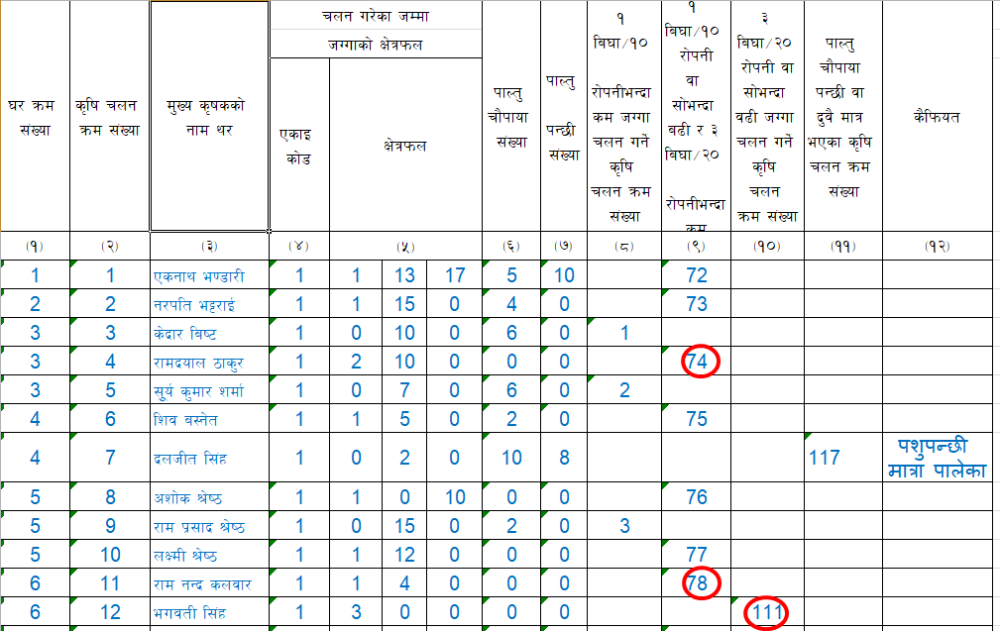 घर क्रम
संख्या
कृषि चलन
क्रम संख्या
मुख्य कृषकको
नाम थर
चलन गरेका जम्मा
जग्गाको क्षेत्रफल
एकाइ
कोड
क्षेत्रफल
पाल्तु
चौपाया
संख्या
पाल्तु
पन्छी
संख्या
१
बिघा/१०
रोपनीभन्दा
कम जग्गा
चलन गर्ने
कृषि
चलन क्रम
संख्या
१
बिघा/१०
रोपनी
वा
सोभन्दा
बढी र ३
बिघा/२०
रोपनीभन्दा
कम
३
बिघा/२०
रोपनी वा
सोभन्दा
बढी जग्गा
चलन गर्ने
कृषि
चलन
क्रम संख्या
पाल्तु
चौपाया
पन्छी वा
दुवै मात्र
भएका कृषि
चलन क्रम
संख्या
कैफियत
(१) (२) (३) (४) (५) (६) (७) (८) (९) (१०) (११) (१२)
1 1 एकनाथ भण्डारी 1 1 13 17 5 10 72
2 2 नरपति भट्टराई 1 1 15 0 4 0 73
3 3 केदार बिष्ट 1 0 10 0 6 0 1
3 4 रामदयाल ठाकुर 1 2 10 0 0 0 74
3 5 सूर्य कुमार शर्मा 1 0 7 0 6 0 2
4 6 शिव बस्नेत 1 1 5 0 2 0 75
4 7 दलजीत सिंह 1 0 2 0 10 8 117 पशुपन्छी
मात्रा पालेका
5 8 अशोक श्रेष्ठ 1 1 0 10 0 0 76
5 9 राम प्रसाद श्रेष्ठ 1 0 15 0 2 0 3
5 10 लक्ष्मी श्रेष्ठ 1 1 12 0 0 0 77
6 11 राम नन्द कलवार 1 1 4 0 0 0 78
6 12 भगवती सिंह 1 3 0 0 0 0 111